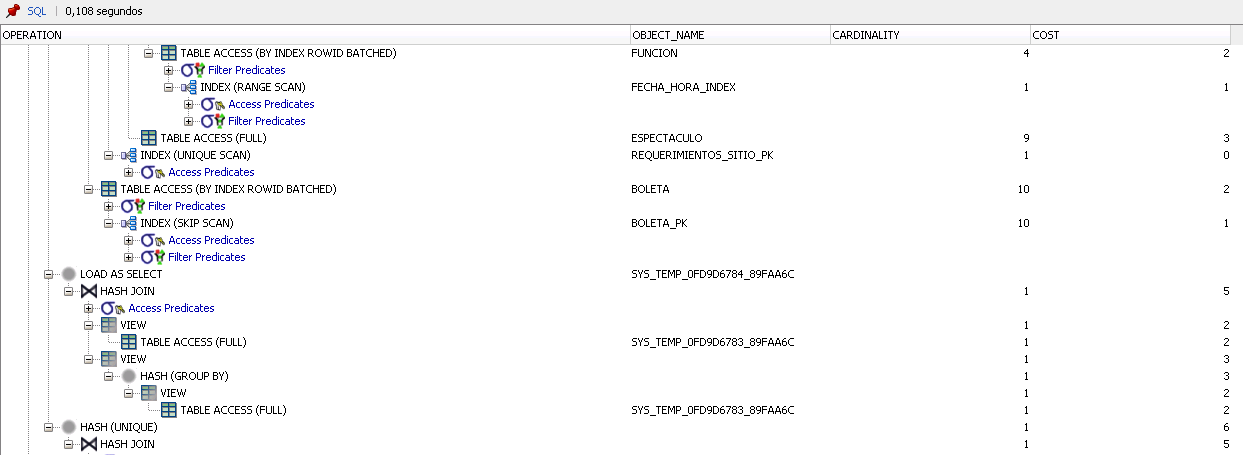 SQL | 0,108 segundos
OPERATION OBJECT_NAME CARDINALITY COST
TABLE ACCESS (BY INDEX ROWID BATCHED) FUNCION 4 2
Filter Predicates
INDEX (RANGE SCAN) FECHA_HORA_INDEX 1 1
Access Predicates
Filter Predicates
TABLE ACCESS (FULL) ESPECTACULO 9 3
INDEX (UNIQUE SCAN) REQUERIMIENTOS_SITIO_PK 1 0
Access Predicates
TABLE ACCESS (BY INDEX ROWID BATCHED) BOLETA 10 2
Filter Predicates
INDEX (SKIP SCAN) BOLETA_PK 10 1
Access Predicates
Filter Predicates
LOAD AS SELECT SYS_TEMP_0FD9D6784_89FAA6C
HASH JOIN 1 5
Access Predicates
VIEW 1 2
TABLE ACCESS (FULL) SYS_TEMP_0FD9D6783_89FAA6C 1 2
VIEW 1 3
HASH (GROUP BY) 1 3
VIEW 1 2
TABLE ACCESS (FULL) SYS_TEMP_0FD9D6783_89FAA6C 1 2
HASH (UNIQUE) 1 6
HASH JOIN 1 5